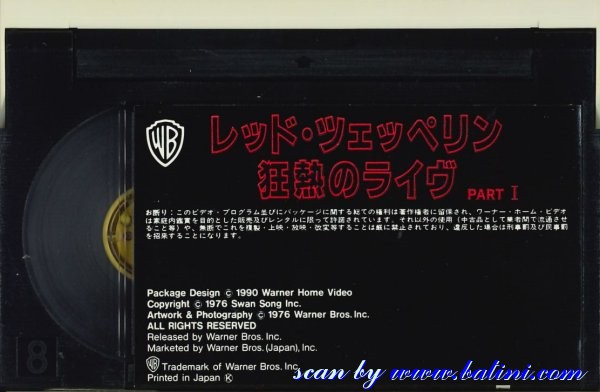 WB
レッド・ツェッペリン
狂熱のライヴ
PART I
お断り：このビデオ・プログラム並びにパッケージに関する総ての権利は著作権者に留保され、ワーナー・ホーム・ビデオ
は家庭内鑑賞を目的とした販売及びレンタルに限って許諾されています。それ以外の使用（中古品として業者間で流通させ
ること等）や、無断でこれを複製・上映・放映・改変等することは厳に禁止されており、違反した場合は刑事罰及び民事罰
を招来することになります。
Package Design © 1990 Warner Home Video
Copyright © 1976 Swan Song Inc.
Artwork & Photography © 1976 Warner Bros. Inc.
ALL RIGHTS RESERVED
Released by Warner Bros. Inc.
Marketed by Warner Bros. (Japan), Inc.
WB Trademark of Warner Bros. Inc.
Printed in Japan Ⓚ
8
scan by www.balini.com